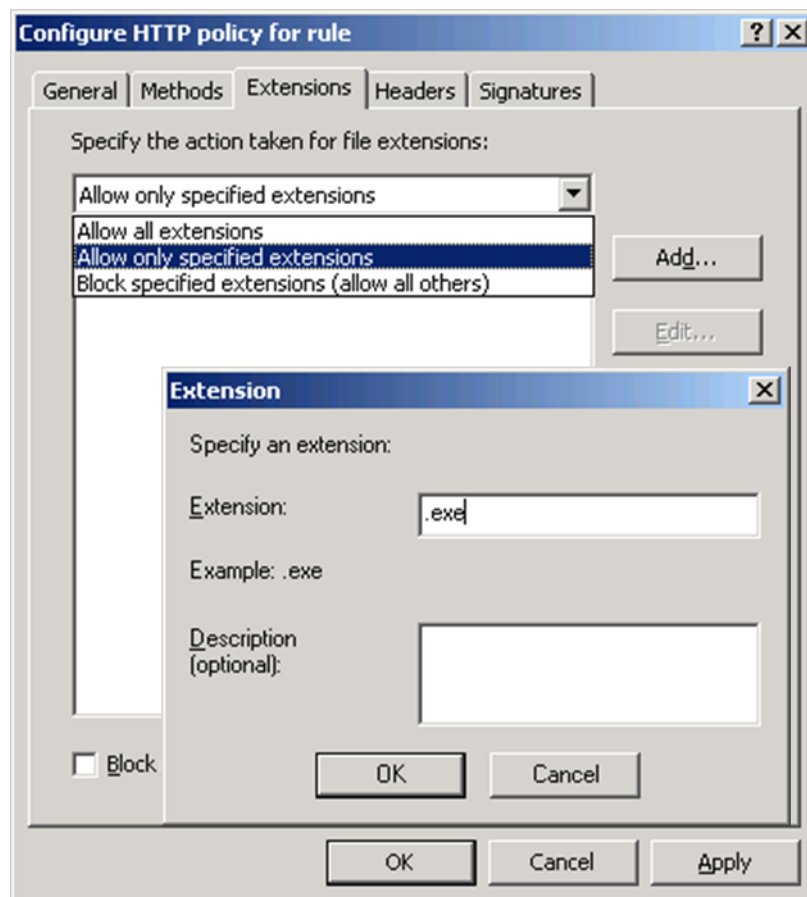 Configure HTTP policy for rule
General Methods Extensions Headers Signatures
Specify the action taken for file extensions:
Allow only specified extensions
Allow all extensions
Allow only specified extensions
Block specified extensions (allow all others)
Add...
Edit...
Extension
Specify an extension:
Extension:
.exe
Example: .exe
Description
(optional):
Block
OK Cancel
OK Cancel Apply